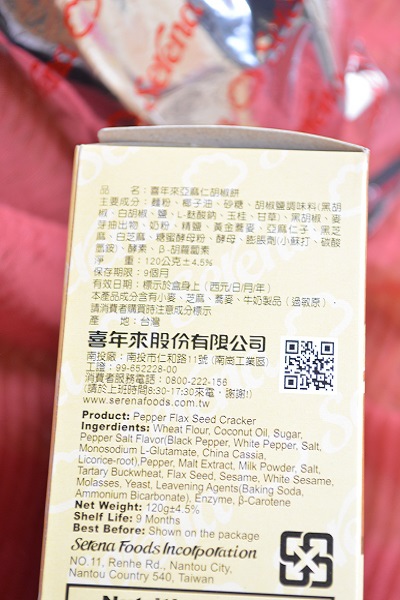 Serena
品　名：喜年來亞麻仁胡椒餅
主要成分：麵粉、椰子油、砂糖、胡椒鹽調味料(黑胡
椒、白胡椒、鹽、L-麩酸鈉、玉桂、甘草)、黑胡椒、麥
芽抽出物、奶粉、精鹽、黃金蕎麥、亞麻仁子、黑芝
麻、白芝麻、糖蜜酵母粉、酵母、膨脹劑(小蘇打、碳酸
氫銨)、酵素、β-胡蘿蔔素
淨　重：120公克±4.5%
保存期限：9個月
有效日期：標示於盒身上（西元/日/月/年）
本產品成分含有小麥、芝麻、蕎麥、牛奶製品（過敏原），
請消費者購買時注意成分標示
產　地：台灣
喜年來股份有限公司
南投廠：南投市仁和路11號 (南崗工業區)
工證：99-652228-00
消費者服務電話：0800-222-156
(請於上班時間8:30-17:30來電，謝謝!)
www.serenafoods.com.tw
Product: Pepper Flax Seed Cracker
Ingredients: Wheat Flour, Coconut Oil, Sugar,
Pepper Salt Flavor(Black Pepper, White Pepper, Salt,
Monosodium L-Glutamate, China Cassia,
Licorice-root),Pepper, Malt Extract, Milk Powder, Salt,
Tartary Buckwheat, Flax Seed, Sesame, White Sesame,
Molasses, Yeast, Leavening Agents(Baking Soda,
Ammonium Bicarbonate), Enzyme, β-Carotene
Net Weight: 120g±4.5%
Shelf Life: 9 Months
Best Before: Shown on the package
Serena Foods Incorporation
NO.11, Renhe Rd., Nantou City,
Nantou Country 540, Taiwan